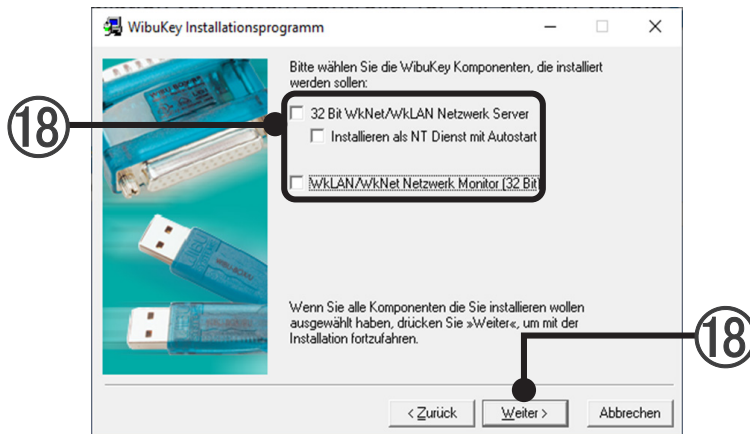 WibuKey Installationsprogramm
Bitte wählen Sie die WibuKey Komponenten, die installiert
werden sollen:
⑱
32 Bit WkNet/WkLAN Netzwerk Server
Installieren als NT Dienst mit Autostart
WkLAN/WkNet Netzwerk Monitor (32 Bit)
Wenn Sie alle Komponenten die Sie installieren wollen
ausgewählt haben, drücken Sie »Weiter«, um mit der
Installation fortzufahren.
⑱
< Zurück Weiter > Abbrechen